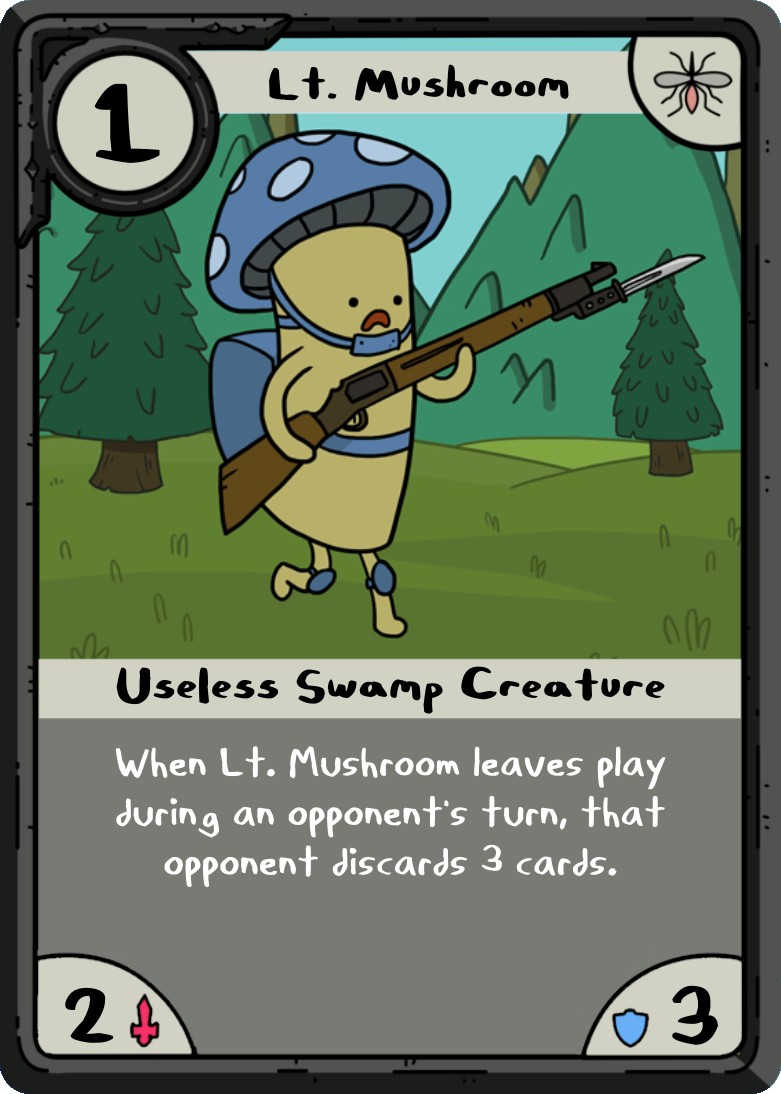 1
Lt. Mushroom
Useless Swamp Creature
When Lt. Mushroom leaves play
during an opponent's turn, that
opponent discards 3 cards.
2
3